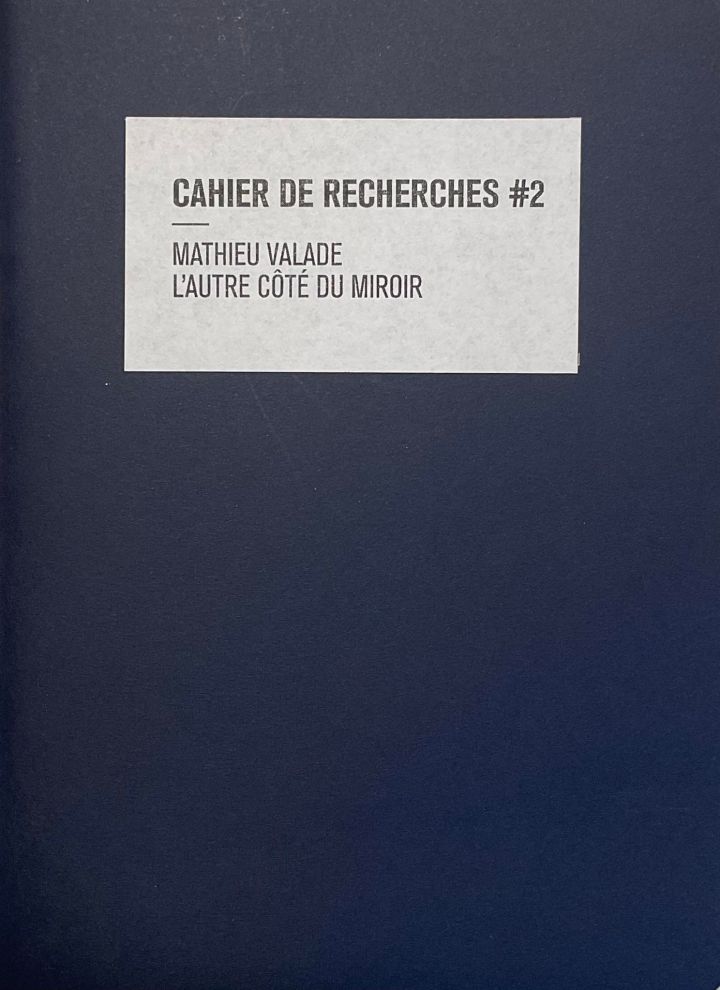 CAHIER DE RECHERCHES #2
MATHIEU VALADE
L'AUTRE CÔTÉ DU MIROIR